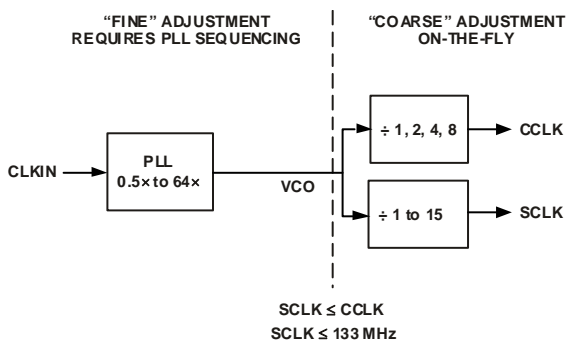 “FINE” ADJUSTMENT
REQUIRES PLL SEQUENCING
“COARSE” ADJUSTMENT
ON-THE-FLY
CLKIN
PLL
0.5× to 64×
VCO
÷ 1, 2, 4, 8
CCLK
÷ 1 to 15
SCLK
SCLK ≤ CCLK
SCLK ≤ 133 MHz